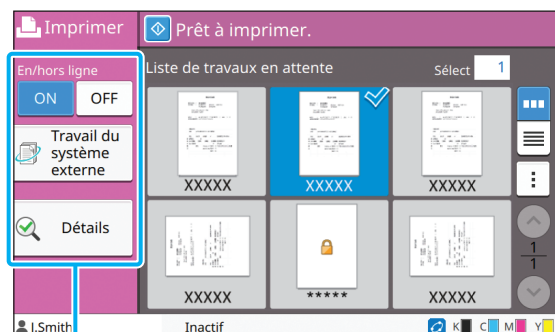 Imprimer
Prêt à imprimer.
En/hors ligne
ON OFF
Travail du
système
externe
Détails
Liste de travaux en attente
Sélect 1
XXXXX
XXXXX
XXXXX
XXXXX
*****
XXXXX
1
1
J.Smith
Inactif
K C M Y